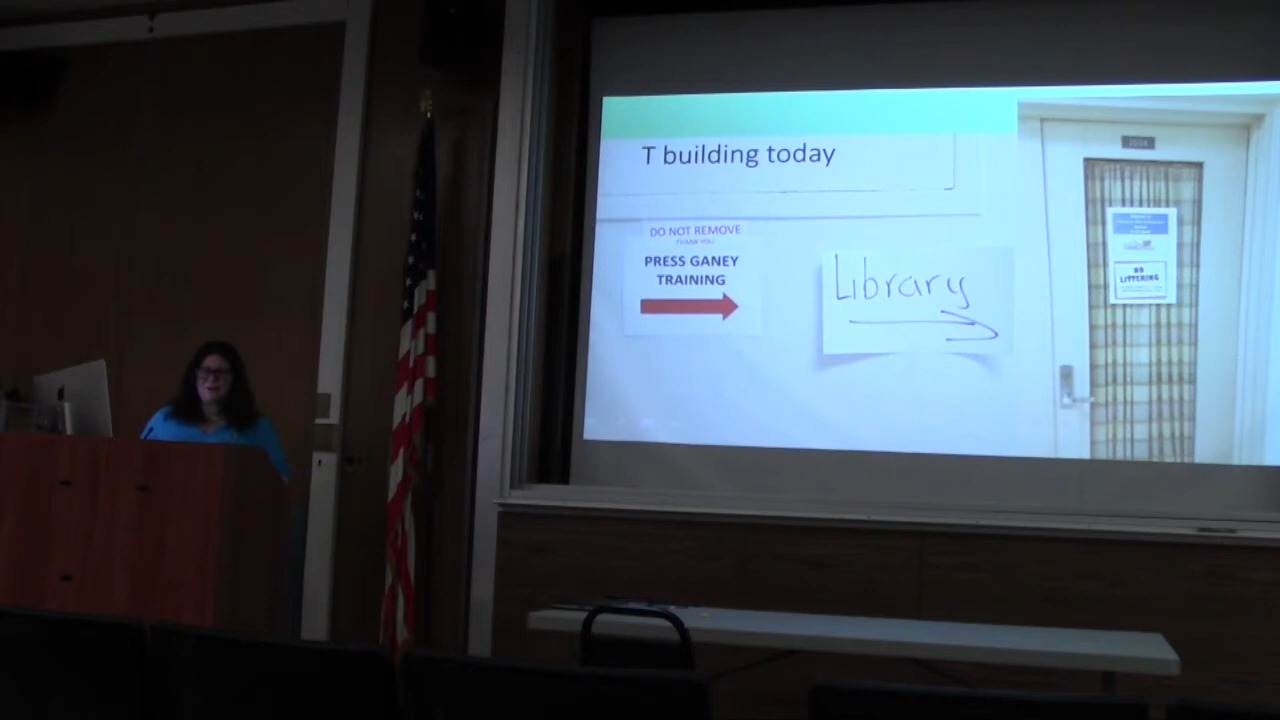 T building today
DO NOT REMOVE
THANK YOU
PRESS GANEY
TRAINING
Library
NO
LITTERING